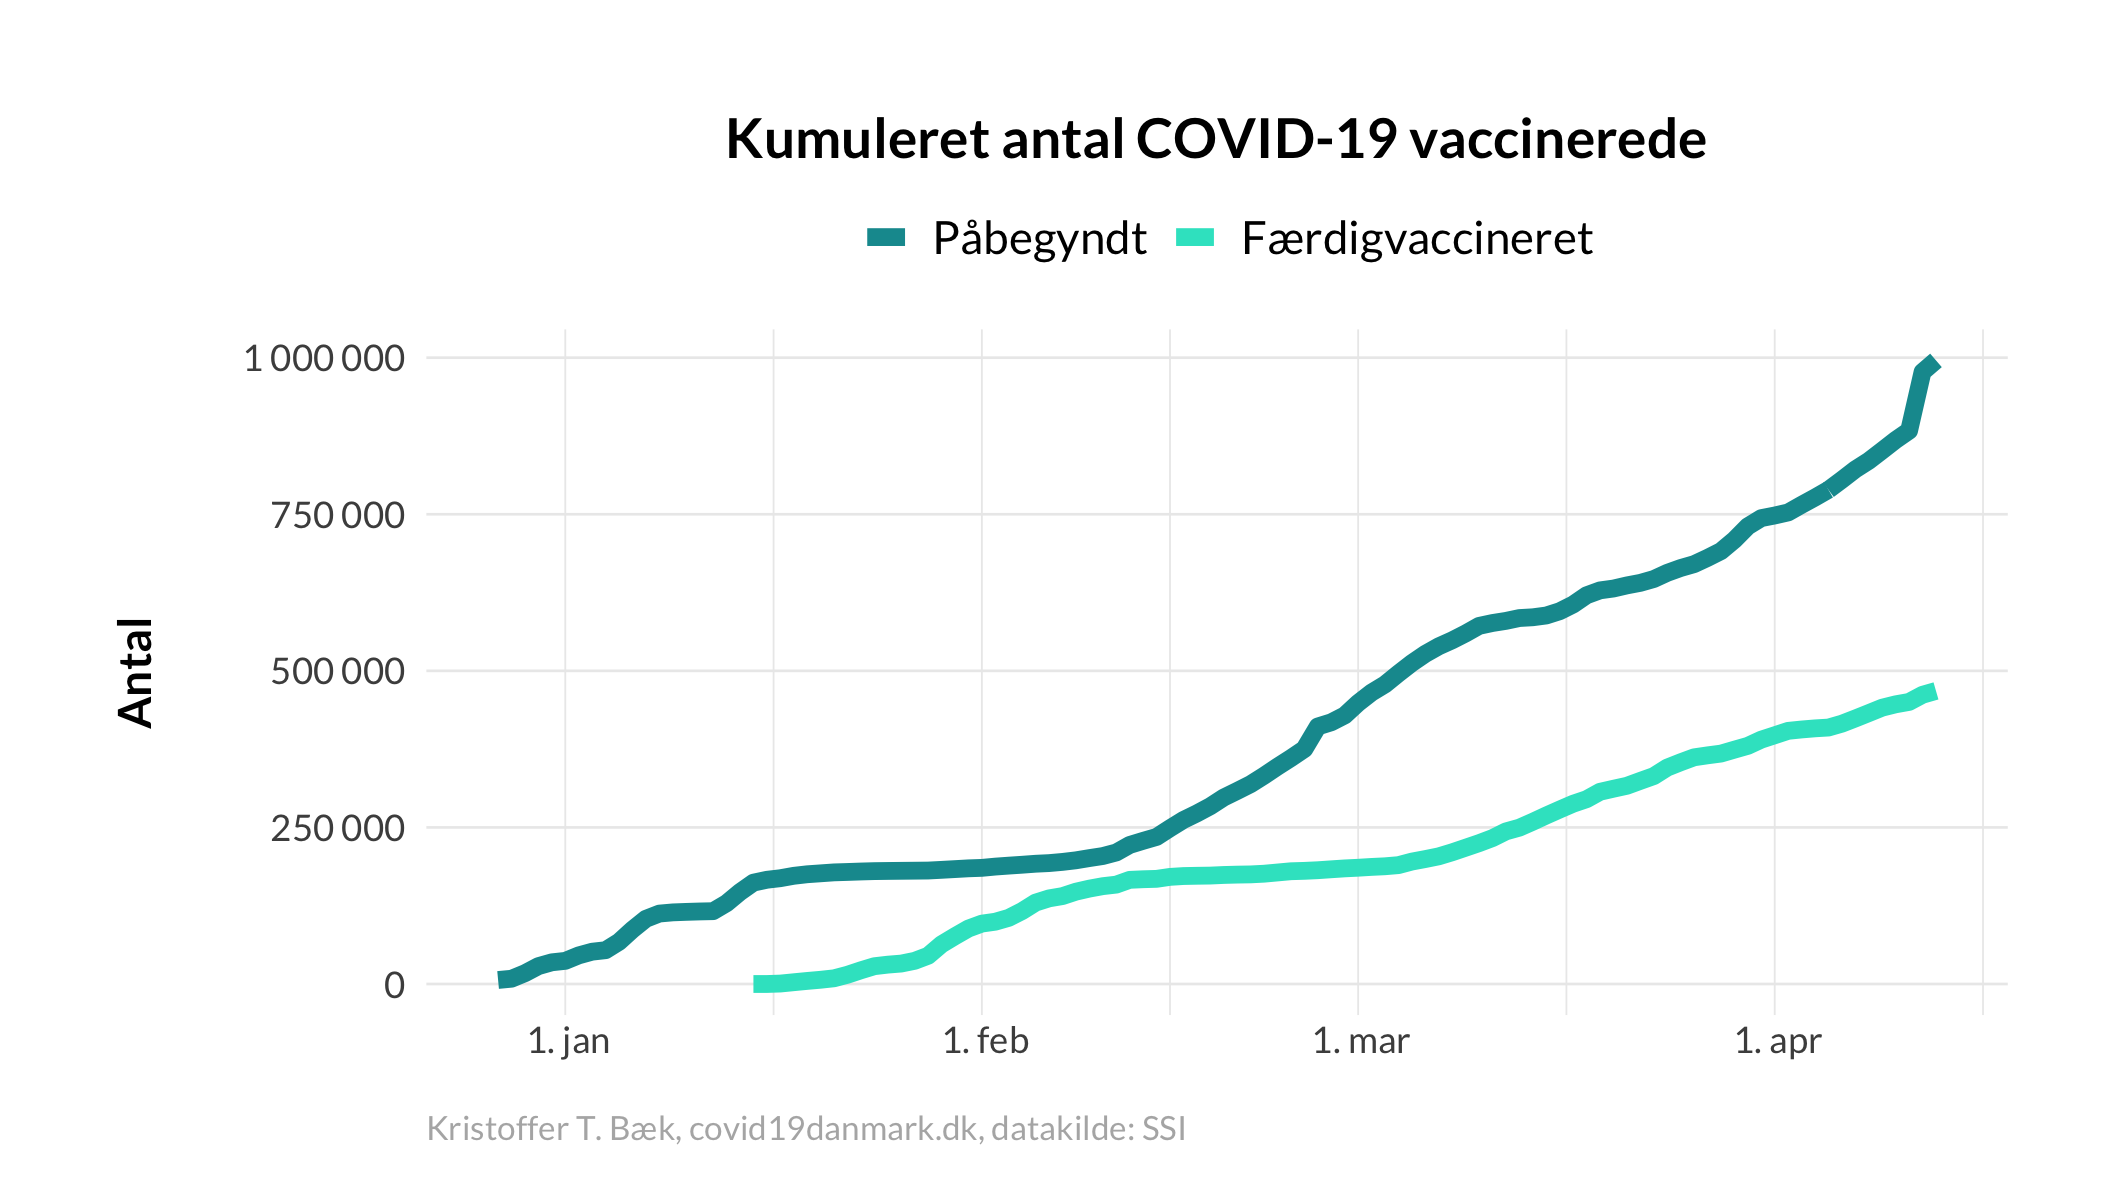 Kumuleret antal COVID-19 vaccinerede
Påbegyndt Færdigvaccineret
Antal
1 000 000
750 000
500 000
250 000
0
1. jan 1. feb 1. mar 1. apr
Kristoffer T. Bæk, covid19danmark.dk, datakilde: SSI